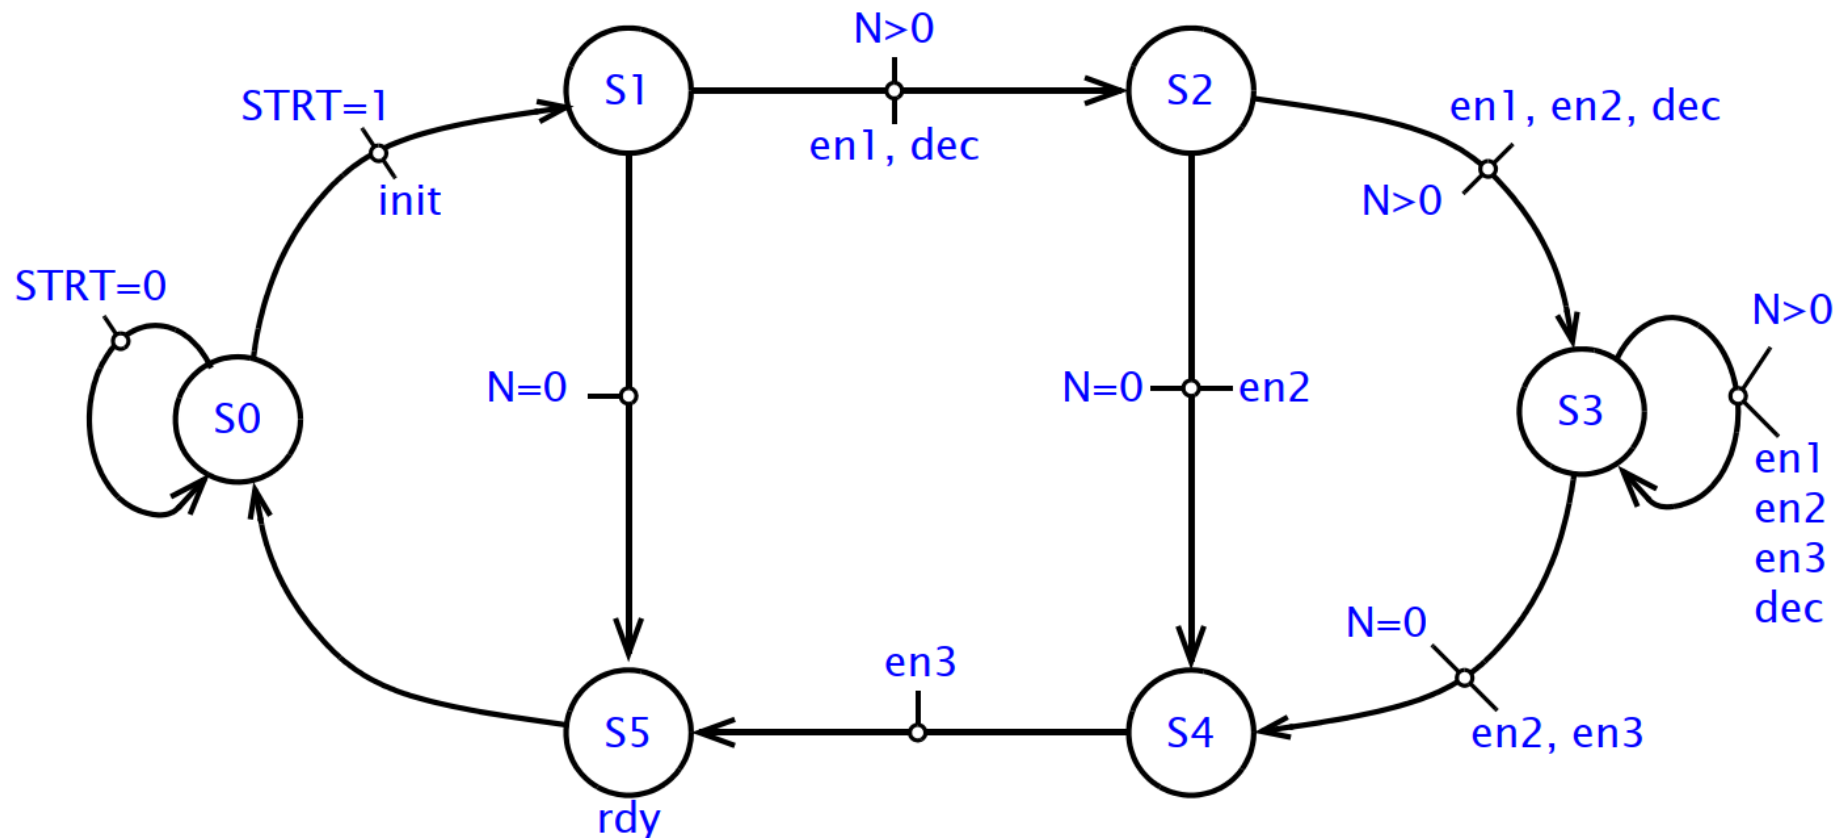 N>0
STRT=1
S1
S2
en1, en2, dec
en1, dec
init
N>0
STRT=0
N>0
N=0
N=0
en2
S0
S3
en1
en2
en3
dec
N=0
en3
S5
S4
en2, en3
rdy